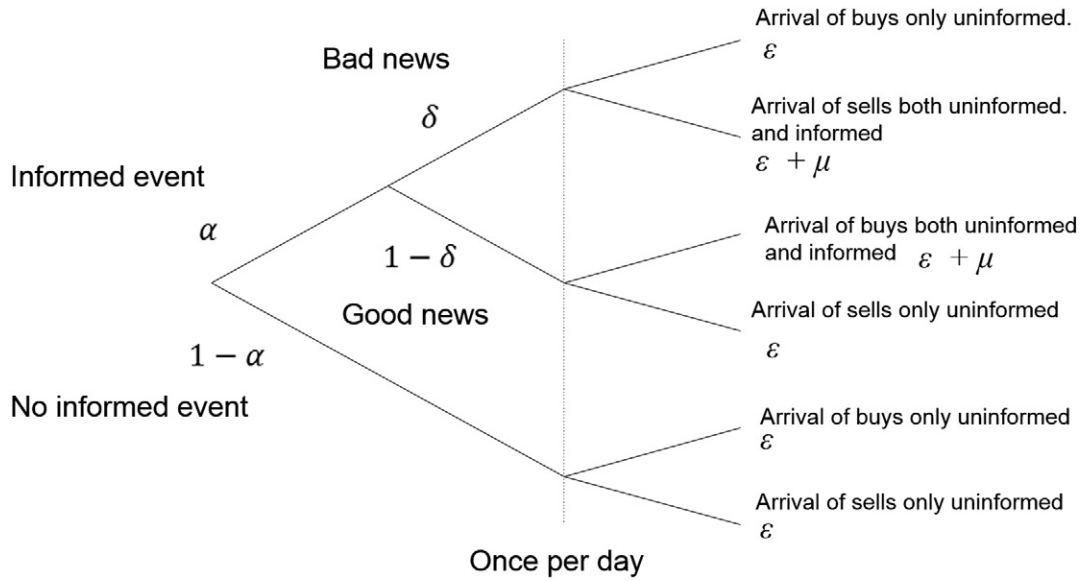 Arrival of buys only uninformed.
ε
Bad news
δ
Arrival of sells both uninformed.
and informed
ε + μ
Informed event
α
Arrival of buys both uninformed
and informed ε + μ
1 − δ
Good news
Arrival of sells only uninformed
ε
1 − α
No informed event
Arrival of buys only uninformed
ε
Arrival of sells only uninformed
ε
Once per day